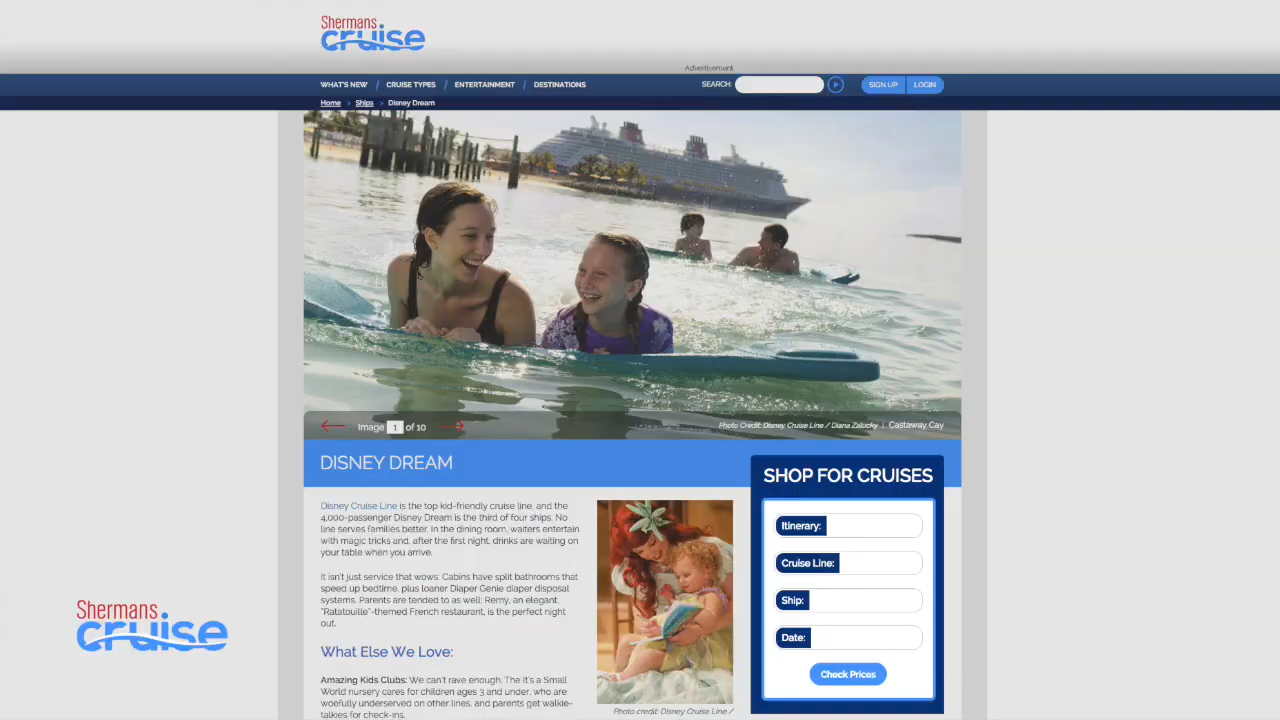 Shermans
cruise
Advertisement
WHAT'S NEW / CRUISE TYPES / ENTERTAINMENT / DESTINATIONS
SEARCH:
SIGN UP
LOGIN
Home > Ships > Disney Dream
Image 1 of 10
Photo Credit: Disney Cruise Line / Diana Zalucky | Castaway Cay
DISNEY DREAM
Disney Cruise Line is the top kid-friendly cruise line, and the
4,000-passenger Disney Dream is the third of four ships. No
line serves families better. In the dining room, waiters entertain
with magic tricks and, after the first night, drinks are waiting on
your table when you arrive.
It isn't just service that wows: Cabins have split bathrooms that
speed up bedtime, plus loaner Diaper Genie diaper disposal
systems. Parents are tended to as well: Remy, an elegant,
"Ratatouille"-themed French restaurant, is the perfect night
out.
What Else We Love:
Amazing Kids Clubs: We can't rave enough. The It's a Small
World nursery cares for children ages 3 and under, who are
woefully underserved on other lines, and parents get walkie-
talkies for check-ins.
Photo credit: Disney Cruise Line /
SHOP FOR CRUISES
Itinerary:
Cruise Line:
Ship:
Date:
Check Prices
Shermans
cruise